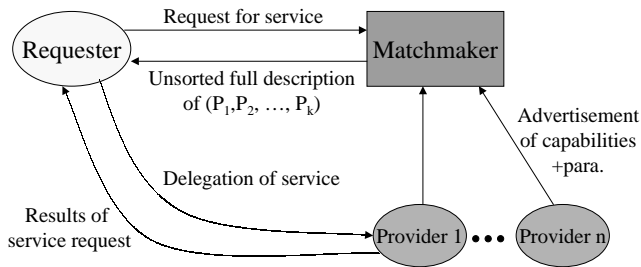 Request for service
Requester
Matchmaker
Unsorted full description
of (P₁,P₂, …, Pₖ)
Advertisement
of capabilities
+para.
Delegation of service
Results of
service request
Provider 1
•••
Provider n